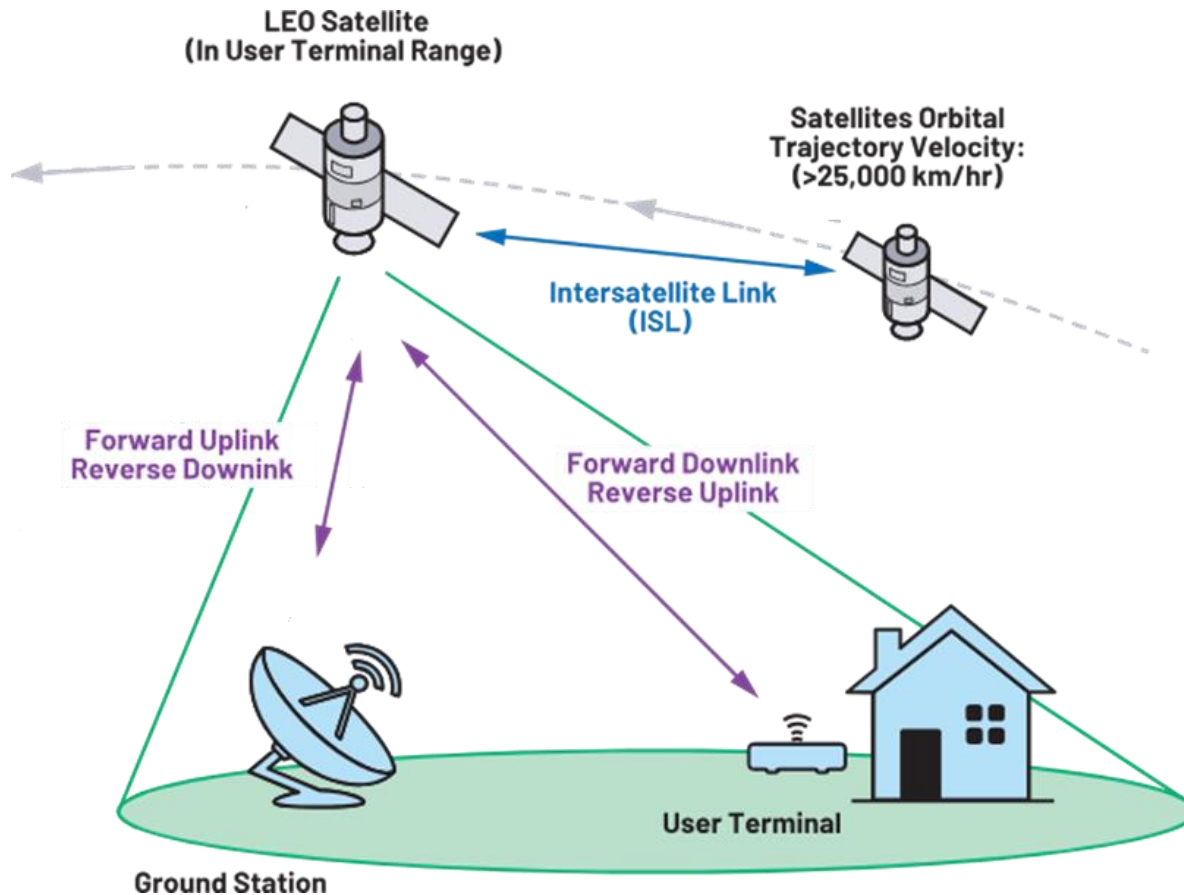 LEO Satellite
(In User Terminal Range)
Satellites Orbital
Trajectory Velocity:
(>25,000 km/hr)
Intersatellite Link
(ISL)
Forward Uplink
Reverse Downink
Forward Downlink
Reverse Uplink
User Terminal
Ground Station